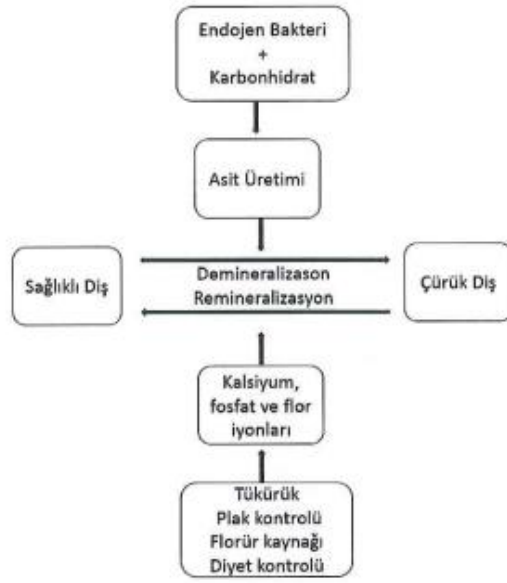 Endojen Bakteri
+
Karbonhidrat
Asit Üretimi
Sağlıklı Diş
Demineralizason
Remineralizasyon
Çürük Diş
Kalsiyum,
fosfat ve flor
iyonları
Tükürük
Plak kontrolü
Florür kaynağı
Diyet kontrolü